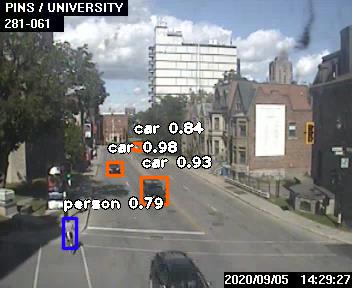 PINS / UNIVERSITY
281-061
car 0.84
car 0.98
car 0.93
person 0.79
2020/09/05 14:29:27